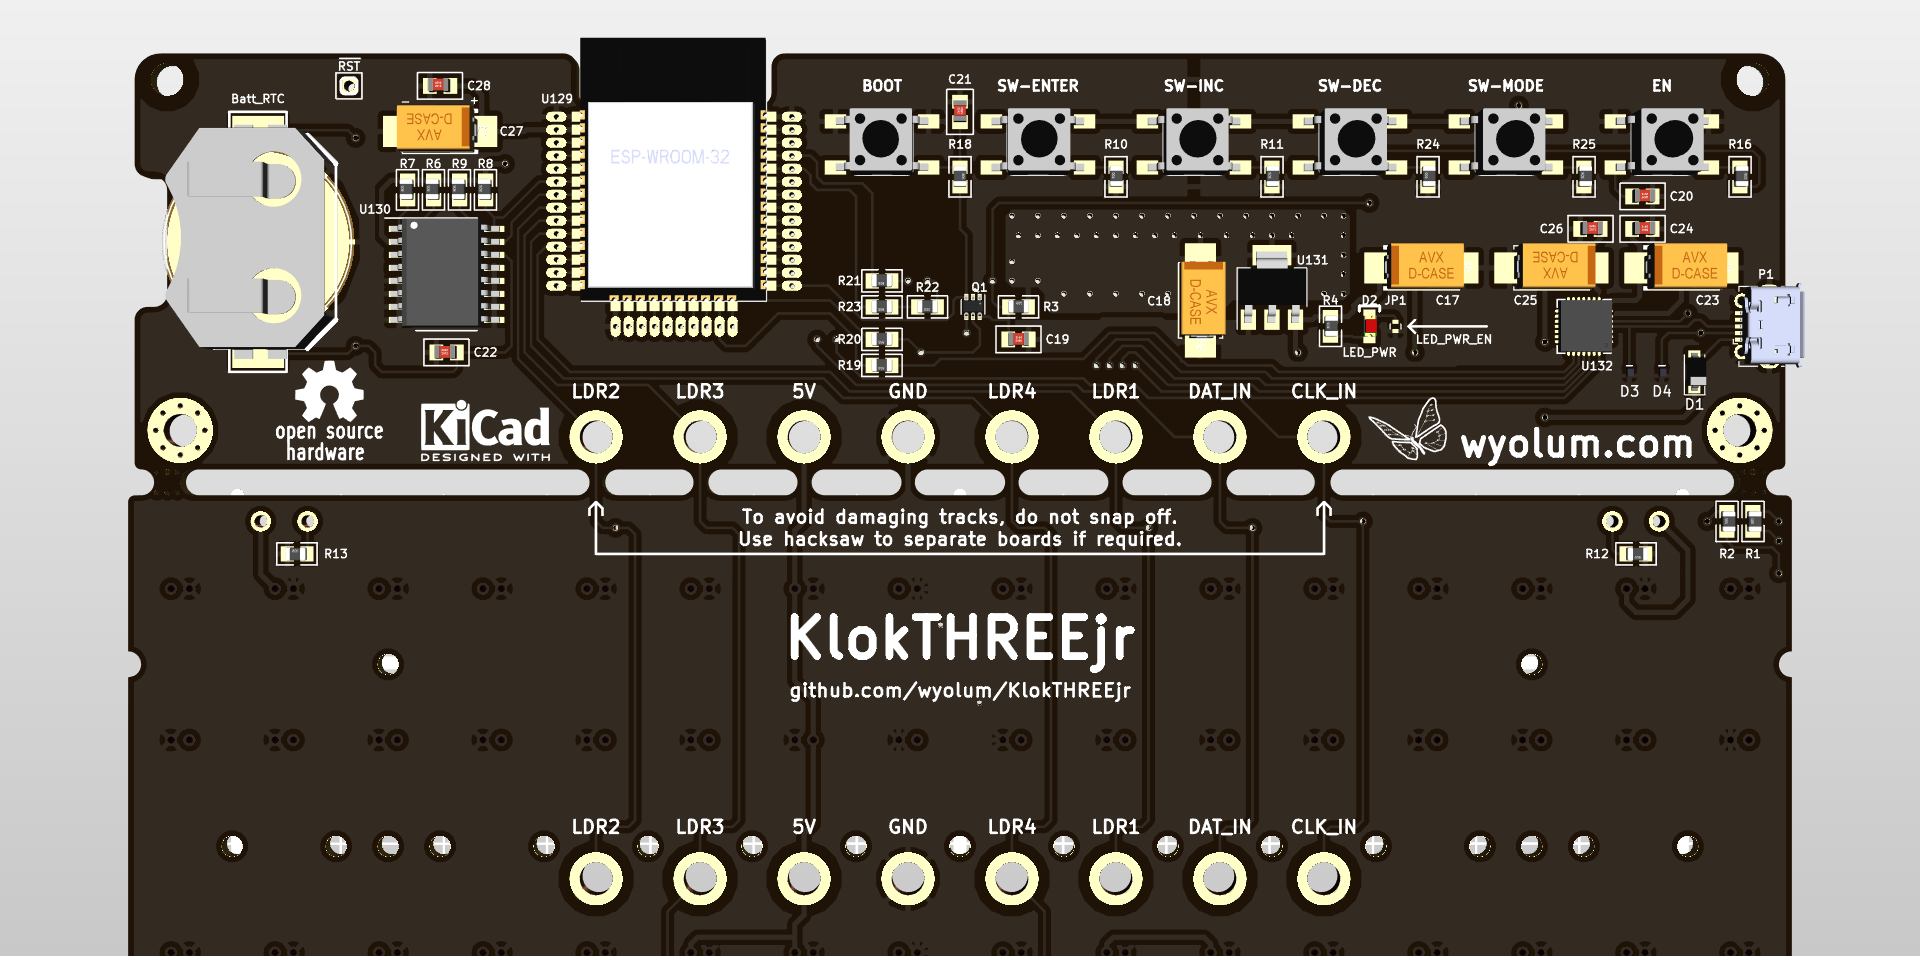 RST
BOOT
C21
SW-ENTER
SW-INC
SW-DEC
SW-MODE
EN
Batt_RTC
C28
U129
- +
AVX
D-CASE
C27
ESP-WROOM-32
R18
R10
R11
R24
R25
R16
R7 R6 R9 R8
U130
C20
C26
C24
U131
AVX
D-CASE
AVX
D-CASE
AVX
D-CASE
P1
R21
R22
Q1
R23
R3
C18
AVX
D-CASE
R4
D2
JP1
C17
C25
C23
R20
C19
LED_PWR
LED_PWR_EN
C22
R19
U132
D3
D4
D1
LDR2 LDR3 5V GND LDR4 LDR1 DAT_IN CLK_IN
open source
hardware
KiCad
DESIGNED WITH
wyolum.com
To avoid damaging tracks, do not snap off.
Use hacksaw to separate boards if required.
R13
R12
R2
R1
KlokTHREEjr
github.com/wyolum/KlokTHREEjr
LDR2 LDR3 5V GND LDR4 LDR1 DAT_IN CLK_IN